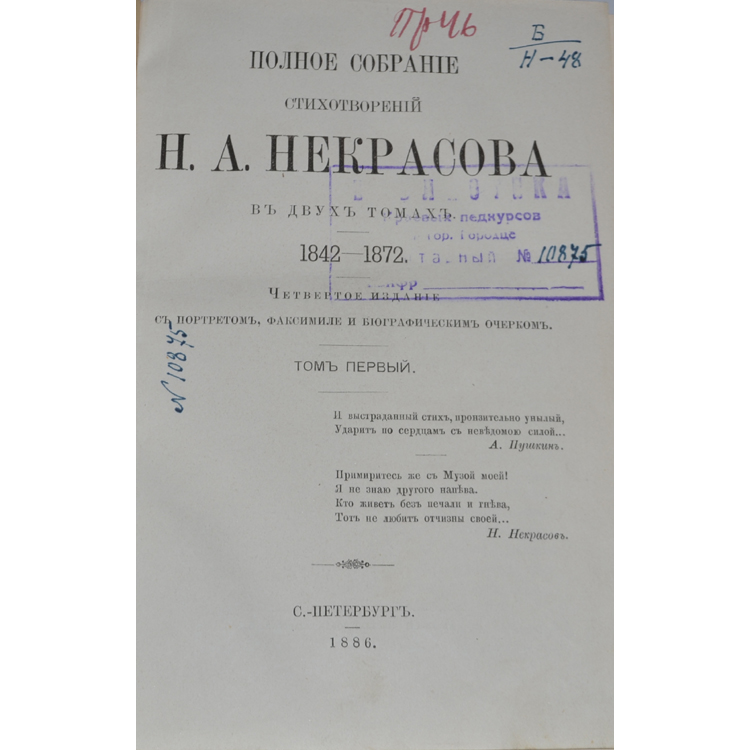 Б
Н-48
ПОЛНОЕ СОБРАНІЕ
СТИХОТВОРЕНІЙ
Н. А. НЕКРАСОВА
ВЪ ДВУХЪ ТОМАХЪ
1842—1872.
педкурсов
гор. Городце
№ 10875
ЧЕТВЕРТОЕ ИЗДАНІЕ
СЪ ПОРТРЕТОМЪ, ФАКСИМИЛЕ И БІОГРАФИЧЕСКИМЪ ОЧЕРКОМЪ.
N 10875
ТОМЪ ПЕРВЫЙ.
И выстраданный стихъ, пронзительно унылый,
Ударитъ по сердцамъ съ невѣдомою силой...
А. Пушкинъ.
Примиритесь же съ Музой моей!
Я не знаю другого напѣва.
Кто живетъ безъ печали и гнѣва,
Тотъ не любитъ отчизны своей...
Н. Некрасовъ.
С.-ПЕТЕРБУРГЪ.
1886.